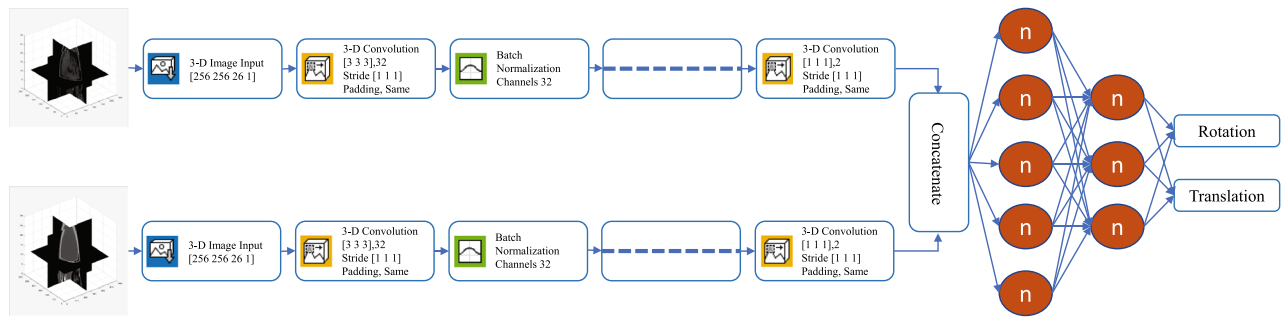 3-D Image Input
[256 256 26 1]
3-D Convolution
[3 3 3],32
Stride [1 1 1]
Padding, Same
Batch
Normalization
Channels 32
3-D Convolution
[1 1 1],2
Stride [1 1 1]
Padding, Same
3-D Image Input
[256 256 26 1]
3-D Convolution
[3 3 3],32
Stride [1 1 1]
Padding, Same
Batch
Normalization
Channels 32
3-D Convolution
[1 1 1],2
Stride [1 1 1]
Padding, Same
Concatenate
n
n
n
n
n
n
n
n
Rotation
Translation